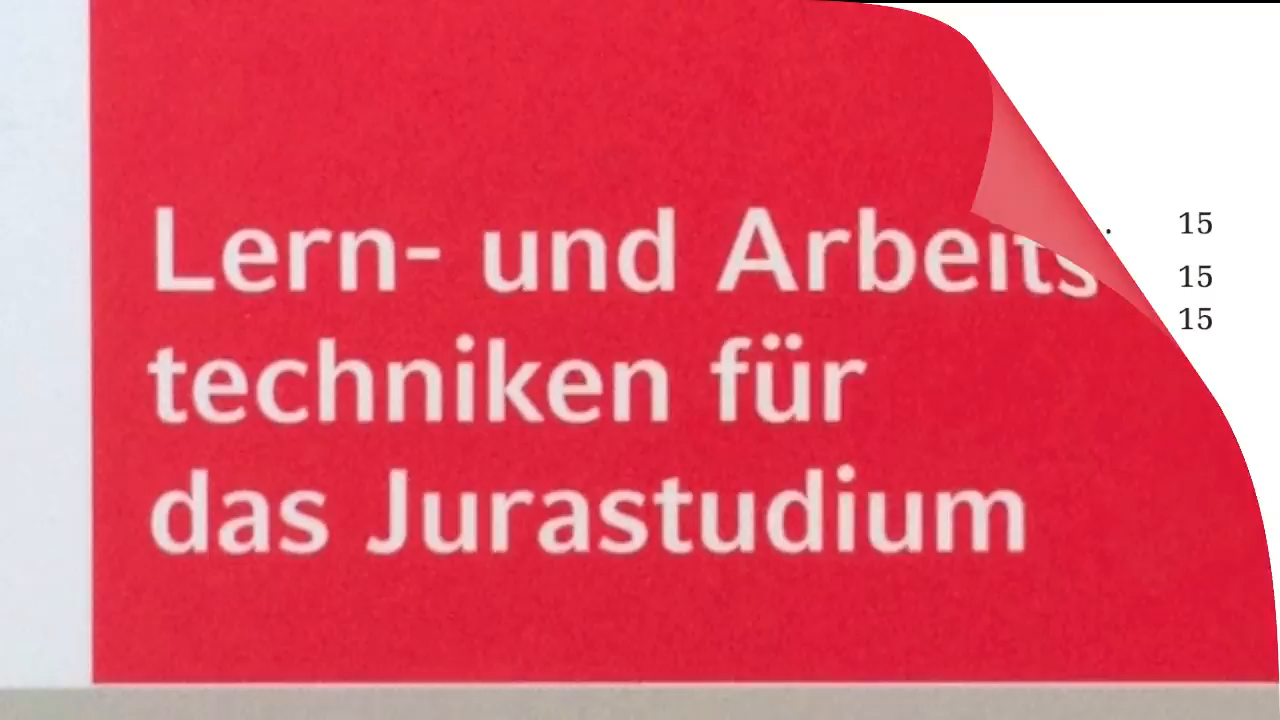 Lern- und Arbeits
techniken für
das Jurastudium
. 15
15
15